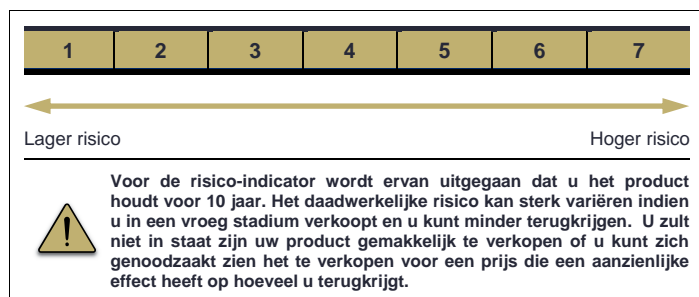 1 2 3 4 5 6 7
Lager risico Hoger risico
Voor de risico-indicator wordt ervan uitgegaan dat u het product
houdt voor 10 jaar. Het daadwerkelijke risico kan sterk variëren indien
u in een vroeg stadium verkoopt en u kunt minder terugkrijgen. U zult
niet in staat zijn uw product gemakkelijk te verkopen of u kunt zich
genoodzaakt zien het te verkopen voor een prijs die een aanzienlijke
effect heeft op hoeveel u terugkrijgt.